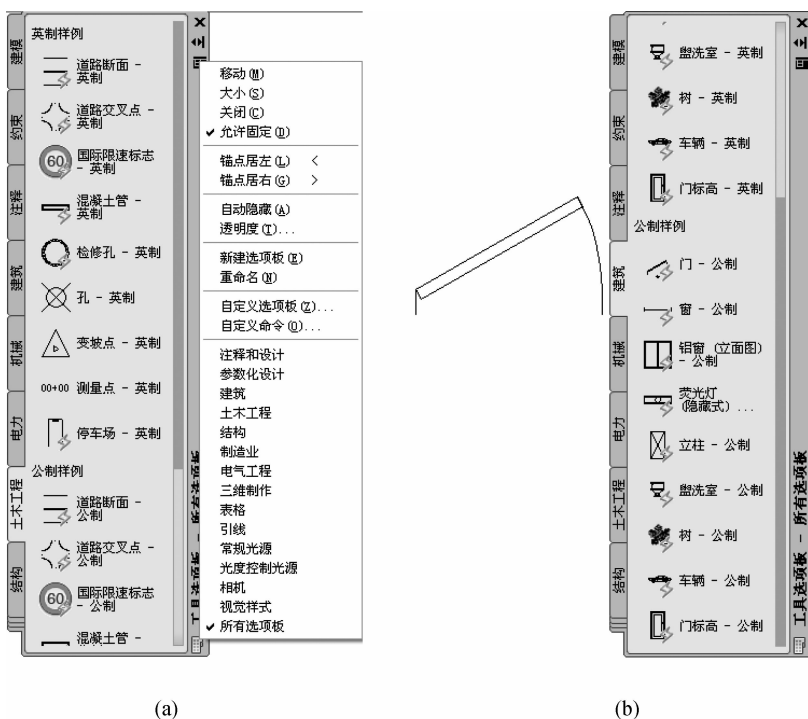 英制样例
道路断面 -
英制
道路交叉点 -
英制
60
国际限速标志
- 英制
混凝土管 -
英制
检修孔 - 英制
孔 - 英制
变坡点 - 英制
00+00 测量点 - 英制
停车场 - 英制
公制样例
道路断面 -
公制
道路交叉点 -
公制
60
国际限速标志
- 公制
混凝土管 -
建模
约束
注释
建筑
机械
电力
土木工程
结构
工具选项板 - 所有选项板
移动(M)
大小(S)
关闭(C)
✓ 允许固定(D)
锚点居左(L) <
锚点居右(G) >
自动隐藏(A)
透明度(T)...
新建选项板(E)
重命名(N)
自定义选项板(Z)...
自定义命令(O)...
注释和设计
参数化设计
建筑
土木工程
结构
制造业
电气工程
三维制作
表格
引线
常规光源
光度控制光源
相机
视觉样式
✓ 所有选项板
(a)
建模
约束
注释
建筑
机械
电力
土木工程
结构
盥洗室 - 英制
树 - 英制
车辆 - 英制
门标高 - 英制
公制样例
门 - 公制
窗 - 公制
铝窗 (立面图)
- 公制
荧光灯
(隐藏式) ...
立柱 - 公制
盥洗室 - 公制
树 - 公制
车辆 - 公制
门标高 - 公制
工具选项板 - 所有选项板
(b)